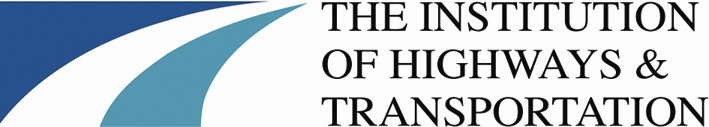 THE INSTITUTION
OF HIGHWAYS &
TRANSPORTATION